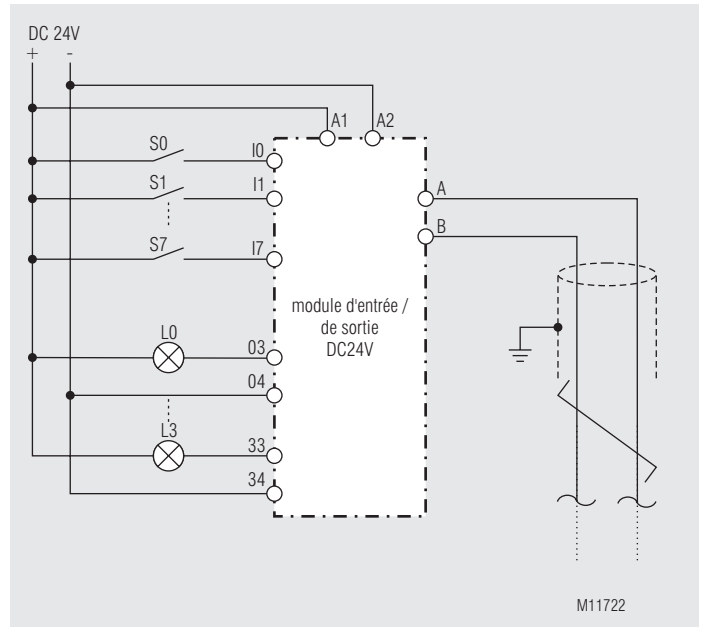 DC 24V
+ -
A1 A2
S0 I0
S1 I1
A
B
S7 I7
module d'entrée /
de sortie
DC24V
L0 03
04
L3 33
34
M11722